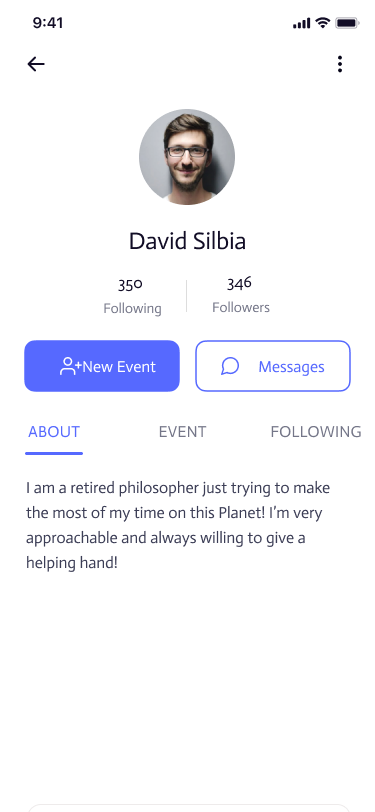 9:41
David Silbia
350
346
Following
Followers
New Event
Messages
ABOUT
EVENT
FOLLOWING
I am a retired philosopher just trying to make
the most of my time on this Planet! I’m very
approachable and always willing to give a
helping hand!